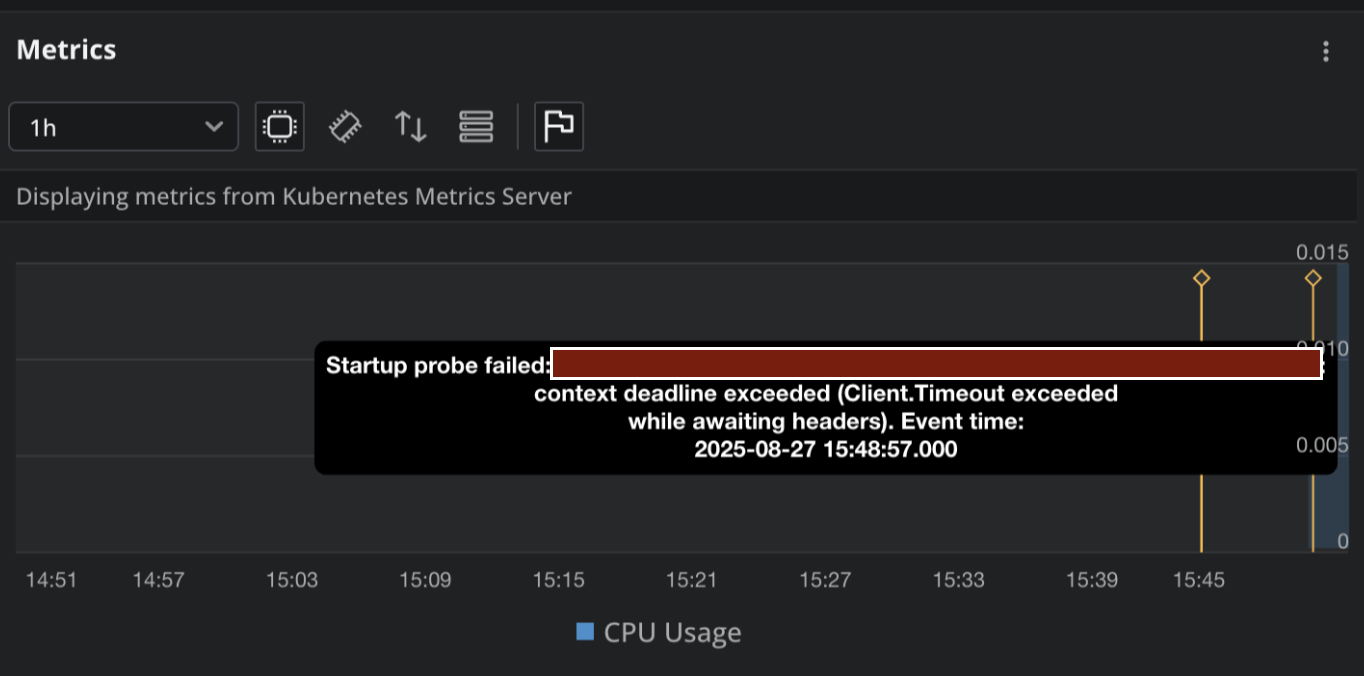 Metrics
1h
Displaying metrics from Kubernetes Metrics Server
0.015
0.010
Startup probe failed:
context deadline exceeded (Client.Timeout exceeded
while awaiting headers). Event time:
2025-08-27 15:48:57.000
0.005
0
14:51 14:57 15:03 15:09 15:15 15:21 15:27 15:33 15:39 15:45
CPU Usage